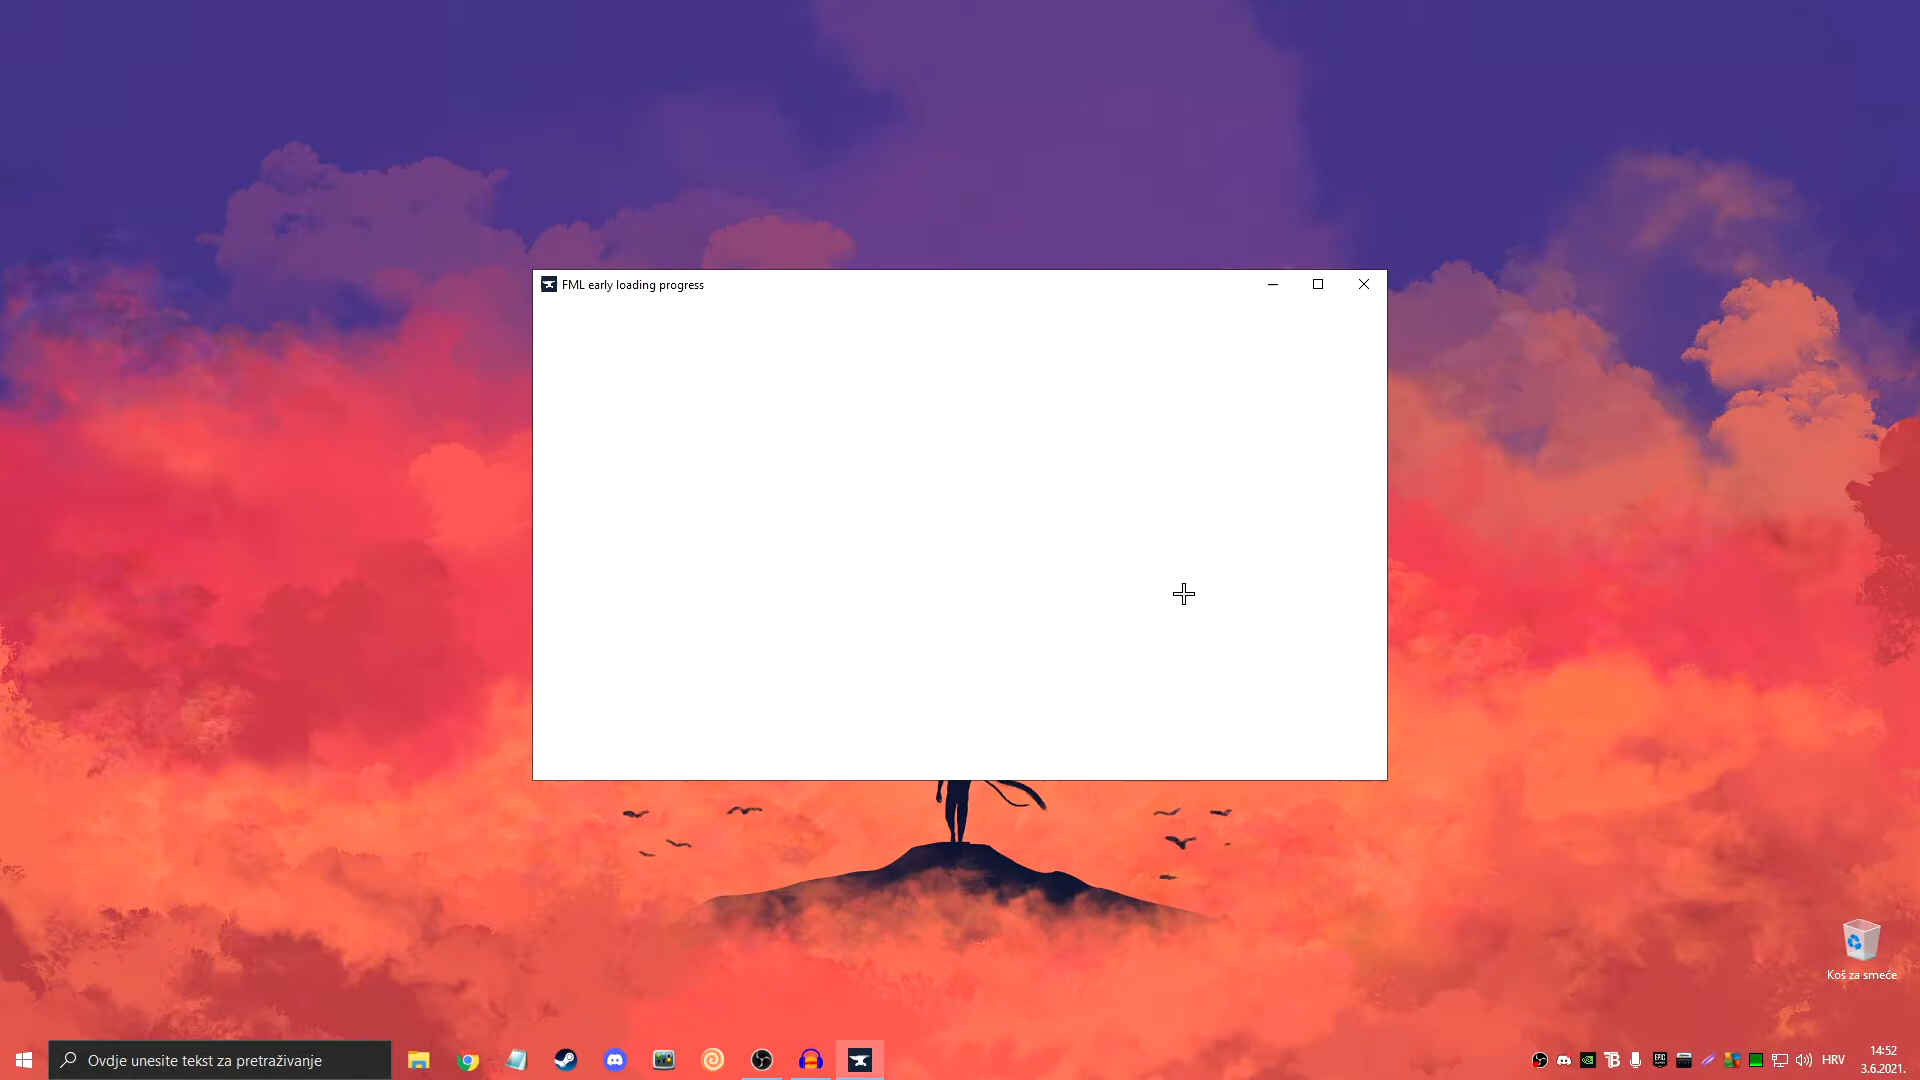 FML early loading progress
Koš za smeće
Ovdje unesite tekst za pretraživanje
HRV
14:52
3.6.2021.